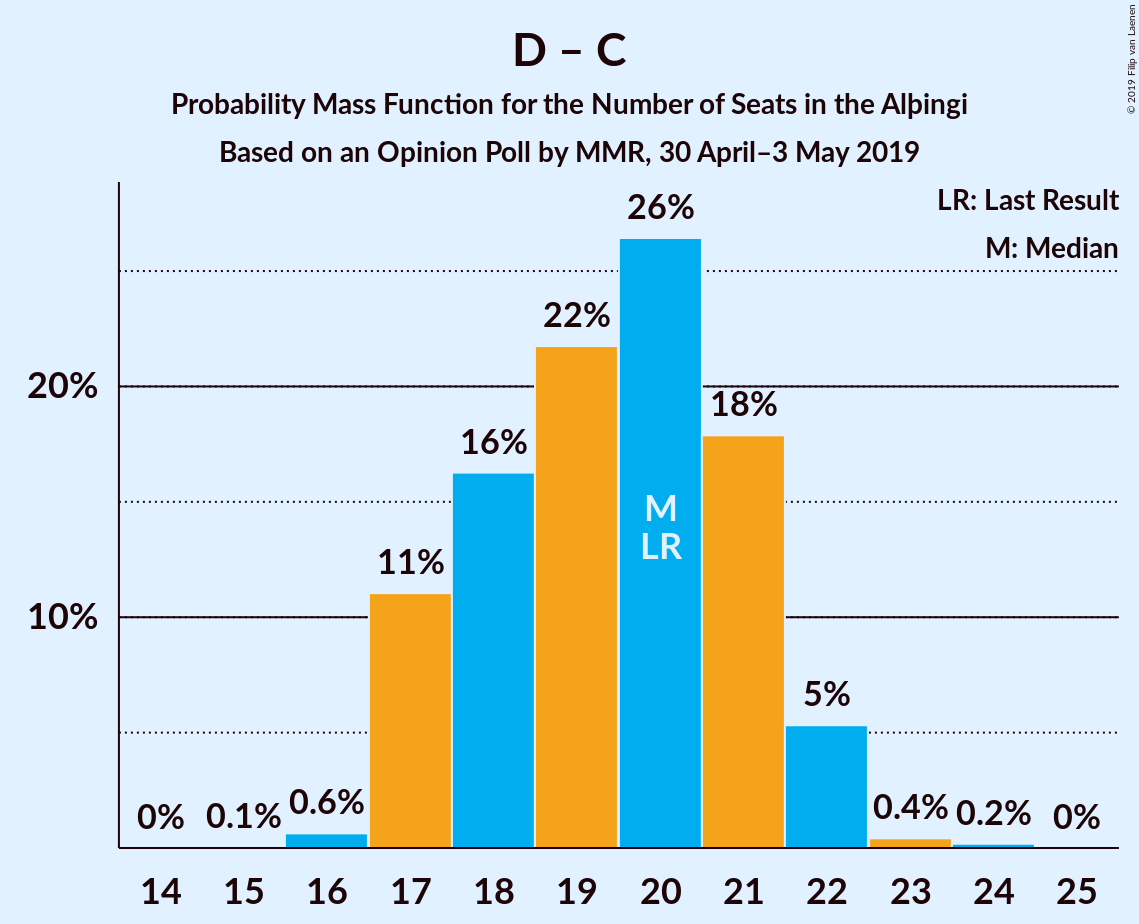 D – C
Probability Mass Function for the Number of Seats in the Alþingi
Based on an Opinion Poll by MMR, 30 April–3 May 2019
© 2019 Filip van Laenen
LR: Last Result
M: Median
20%
10%
0%
0.1%
0.6%
11%
16%
22%
26%
18%
5%
0.4%
0.2%
0%
M
LR
14 15 16 17 18 19 20 21 22 23 24 25